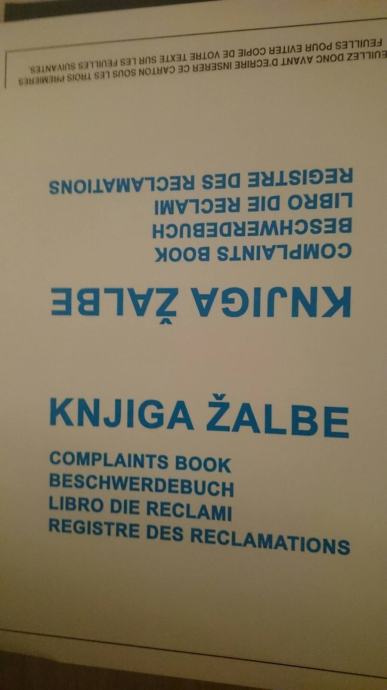 FEUILLES POUR EVITER COPIE DE VOTRE TEXTE SUR LES FEUILLES SUIVANTES.
EUILLEZ DONC AVANT D'ECRIRE INSERER CE CARTON SOUS LES TROIS PREMIERES
REGISTRE DES RECLAMATIONS
LIBRO DIE RECLAMI
BESCHWERDEBUCH
COMPLAINTS BOOK
KNJIGA ŽALBE
KNJIGA ŽALBE
COMPLAINTS BOOK
BESCHWERDEBUCH
LIBRO DIE RECLAMI
REGISTRE DES RECLAMATIONS